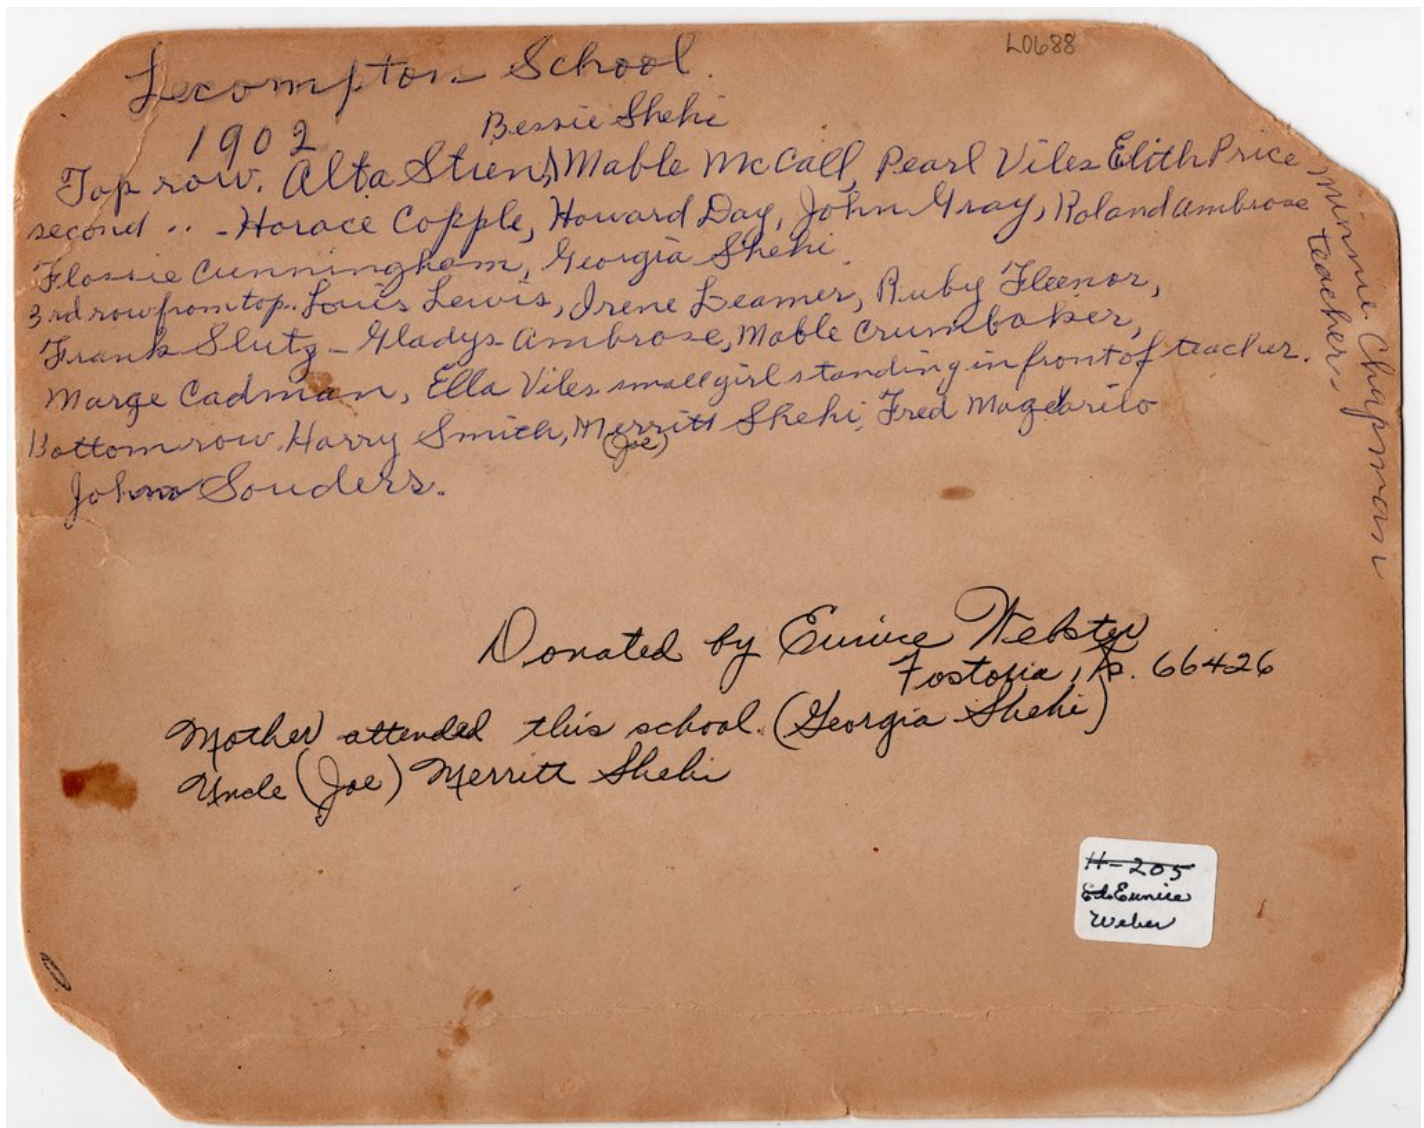 L0688
Lecompton School.
1902
Bessie Shehi
Top row. Alta Stien, Mable McCall, Pearl Viles Elith Price
second .. - Horace Copple, Howard Day, John Gray, Roland Ambrose
Flossie Cunningham, Georgia Shehi.
3rd row from top. Louis Lewis, Irene Leamer, Ruby Fleenor,
Frank Slutz - Gladys Ambrose, Mable Crumbaker,
Marge Cadman, Ella Viles small girl standing in front of teacher.
Bottom row. Harry Smith, Merritt Shehi, Fred
(Joe)
John Souders.
Minnie Chapman
teacher..
Donated by Eunice Webster
Fostoria, Ks. 66426
Mother attended this school. (Georgia Shehi)
Uncle (Joe) Merritt Shehi
H-205
Eunice
Weber